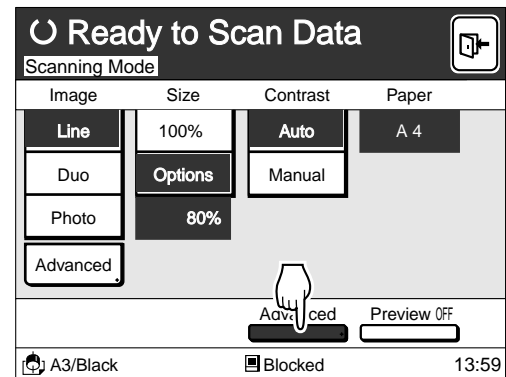 Ready to Scan Data
Scanning Mode
Image Size Contrast Paper
Line 100% Auto A 4
Duo Options Manual
Photo 80%
Advanced
Advanced Preview OFF
A3/Black Blocked 13:59